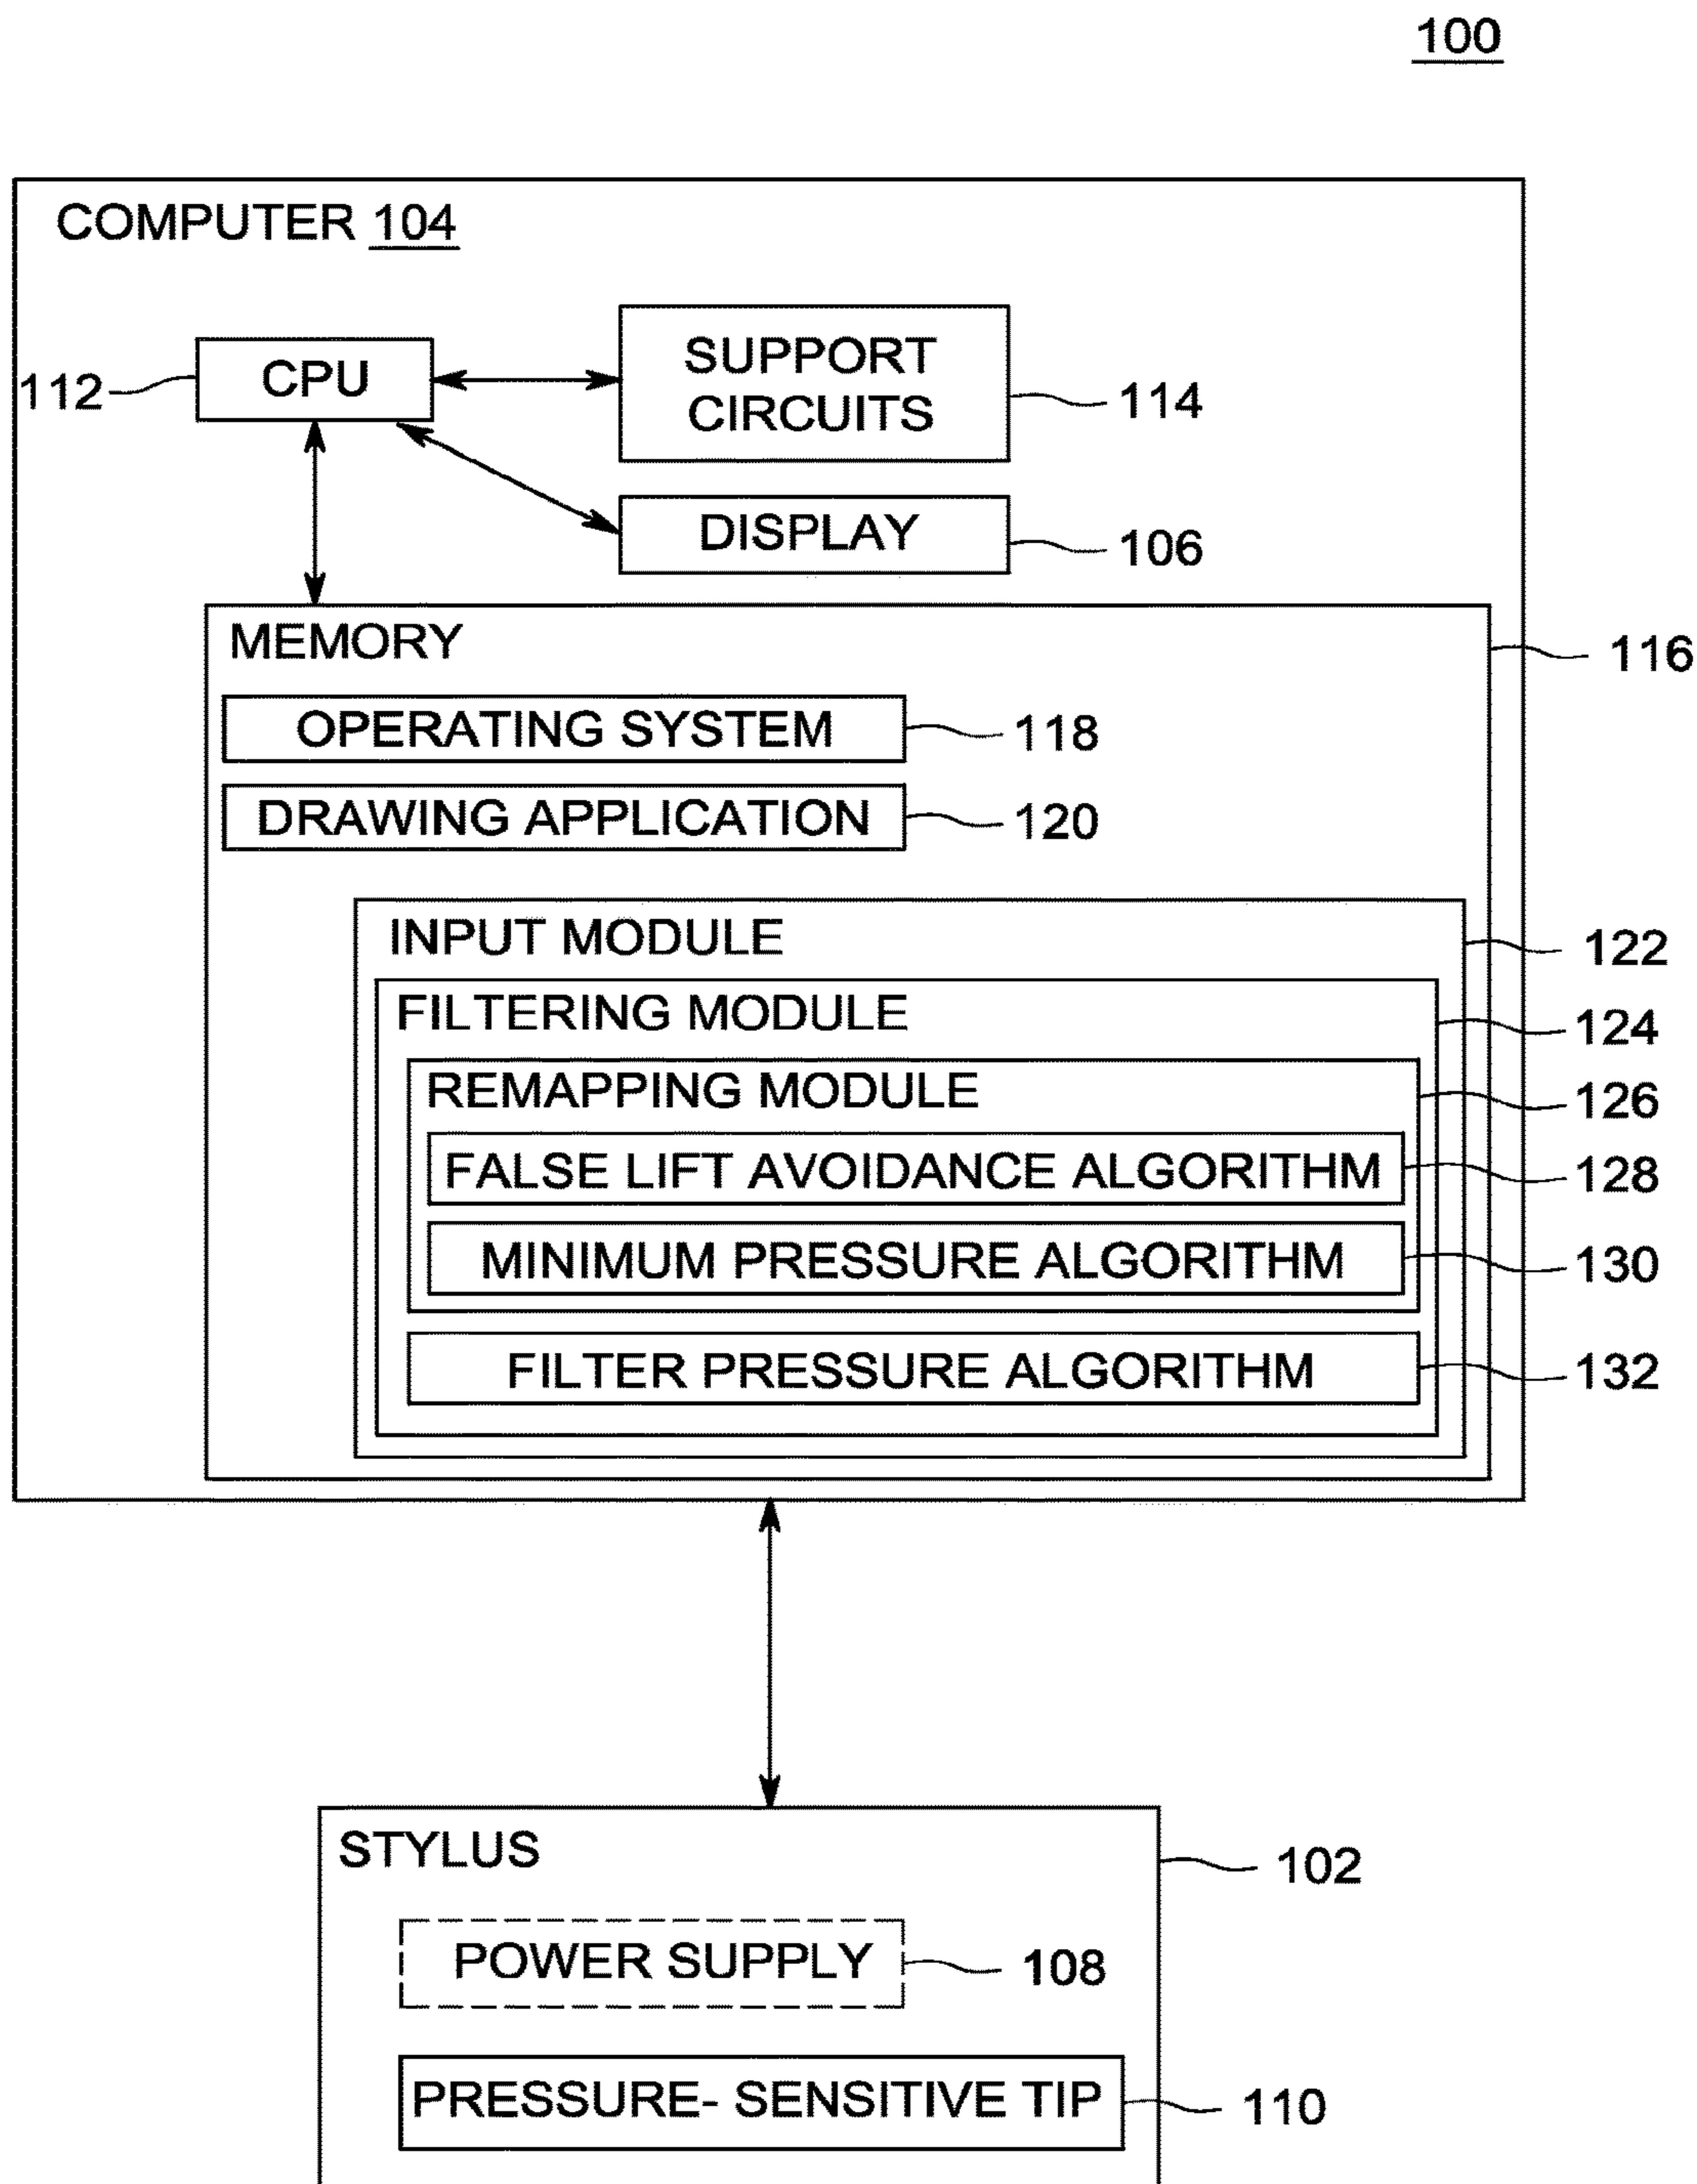 100
COMPUTER 104
CPU
112
SUPPORT
CIRCUITS
114
DISPLAY
106
MEMORY
116
OPERATING SYSTEM
118
DRAWING APPLICATION
120
INPUT MODULE
122
FILTERING MODULE
124
REMAPPING MODULE
126
FALSE LIFT AVOIDANCE ALGORITHM
128
MINIMUM PRESSURE ALGORITHM
130
FILTER PRESSURE ALGORITHM
132
STYLUS
102
POWER SUPPLY
108
PRESSURE- SENSITIVE TIP
110